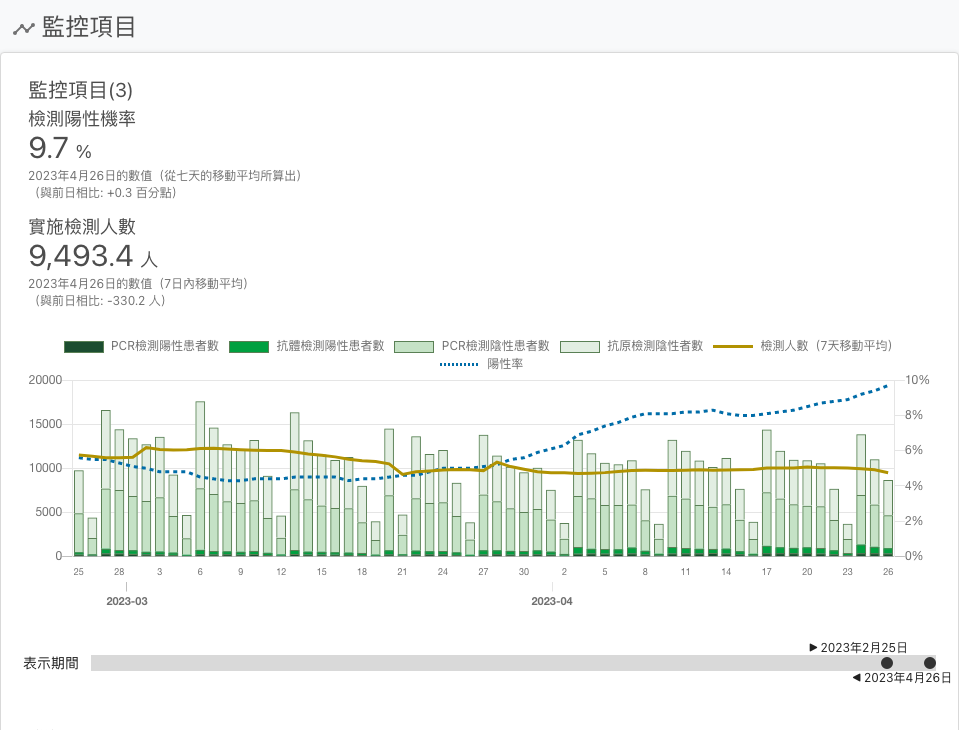 監控項目
監控項目(3)
檢測陽性機率
9.7 %
2023年4月26日的數值（從七天的移動平均所算出）
（與前日相比: +0.3 百分點）
實施檢測人數
9,493.4 人
2023年4月26日的數值（7日內移動平均）
（與前日相比: -330.2 人）
PCR檢測陽性患者數 抗體檢測陽性患者數 PCR檢測陰性患者數 抗原檢測陰性者數 檢測人數（7天移動平均）
陽性率
20000 10%
8%
15000
6%
10000
4%
5000
2%
0 0%
25 28 3 6 9 12 15 18 21 24 27 30 2 5 8 11 14 17 20 23 26
2023-03 2023-04
2023年2月25日
表示期間
2023年4月26日